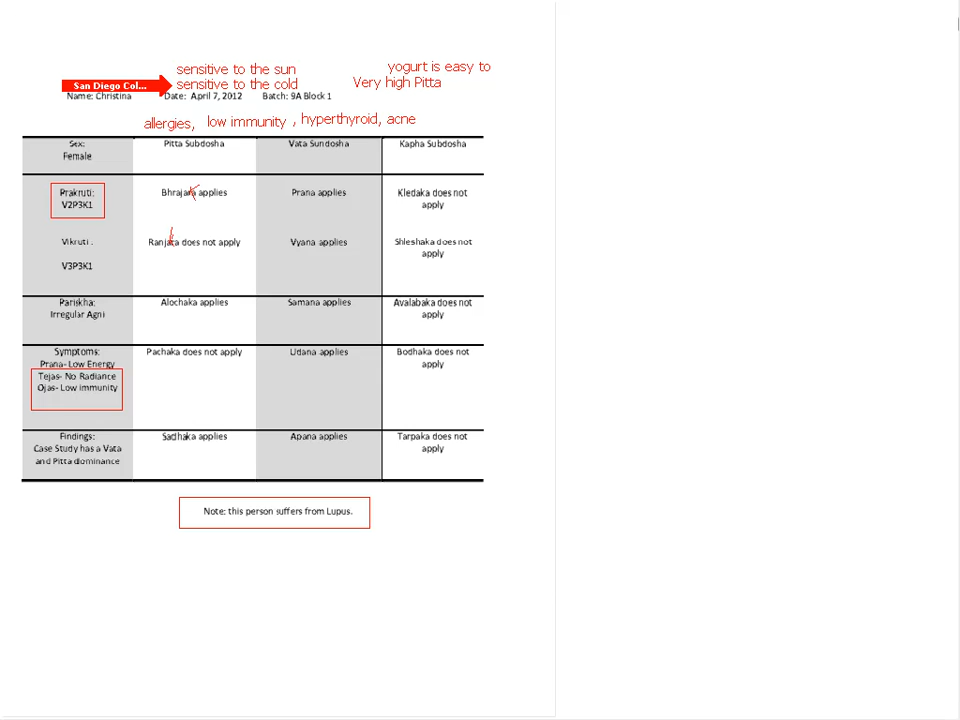 sensitive to the sun
yogurt is easy to
San Diego Col...
sensitive to the cold
Very high Pitta
Name: Christina Date: April 7, 2012 Batch: 9A Block 1
allergies, low immunity , hyperthyroid, acne
Sex:
Female
Pitta Subdosha
Vata Sundosha
Kapha Subdosha
Prakruti:
V2P3K1
Bhrajara applies
Prana applies
Kledaka does not
apply
Vikruti .
V3P3K1
Ranjara does not apply
Vyana applies
Shleshaka does not
apply
Pariskha:
Irregular Agni
Alochaka applies
Samana applies
Avalabaka does not
apply
Symptoms:
Prana- Low Energy
Tejas- No Radiance
Ojas- Low immunity
Pachaka does not apply
Udana applies
Bodhaka does not
apply
Findings:
Case Study has a Vata
and Pitta dominance
Sadhaka applies
Apana applies
Tarpaka does not
apply
Note: this person suffers from Lupus.